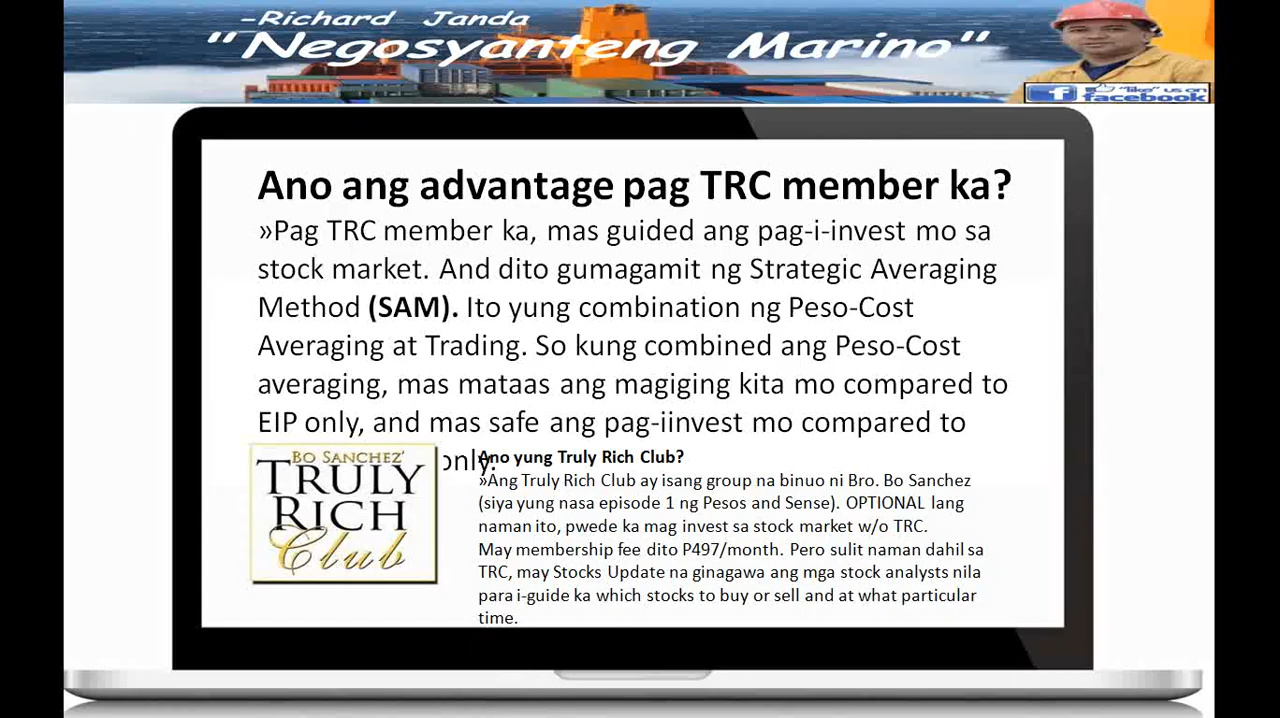 -Richard Janda
"Negosyanteng Marino"
"like" us on
facebook
Ano ang advantage pag TRC member ka?
»Pag TRC member ka, mas guided ang pag-i-invest mo sa
stock market. And dito gumagamit ng Strategic Averaging
Method (SAM). Ito yung combination ng Peso-Cost
Averaging at Trading. So kung combined ang Peso-Cost
averaging, mas mataas ang magiging kita mo compared to
EIP only, and mas safe ang pag-iinvest mo compared to
only.
BO SANCHEZ'
TRULY
RICH
Club
Ano yung Truly Rich Club?
»Ang Truly Rich Club ay isang group na binuo ni Bro. Bo Sanchez
(siya yung nasa episode 1 ng Pesos and Sense). OPTIONAL lang
naman ito, pwede ka mag invest sa stock market w/o TRC.
May membership fee dito P497/month. Pero sulit naman dahil sa
TRC, may Stocks Update na ginagawa ang mga stock analysts nila
para i-guide ka which stocks to buy or sell and at what particular
time.